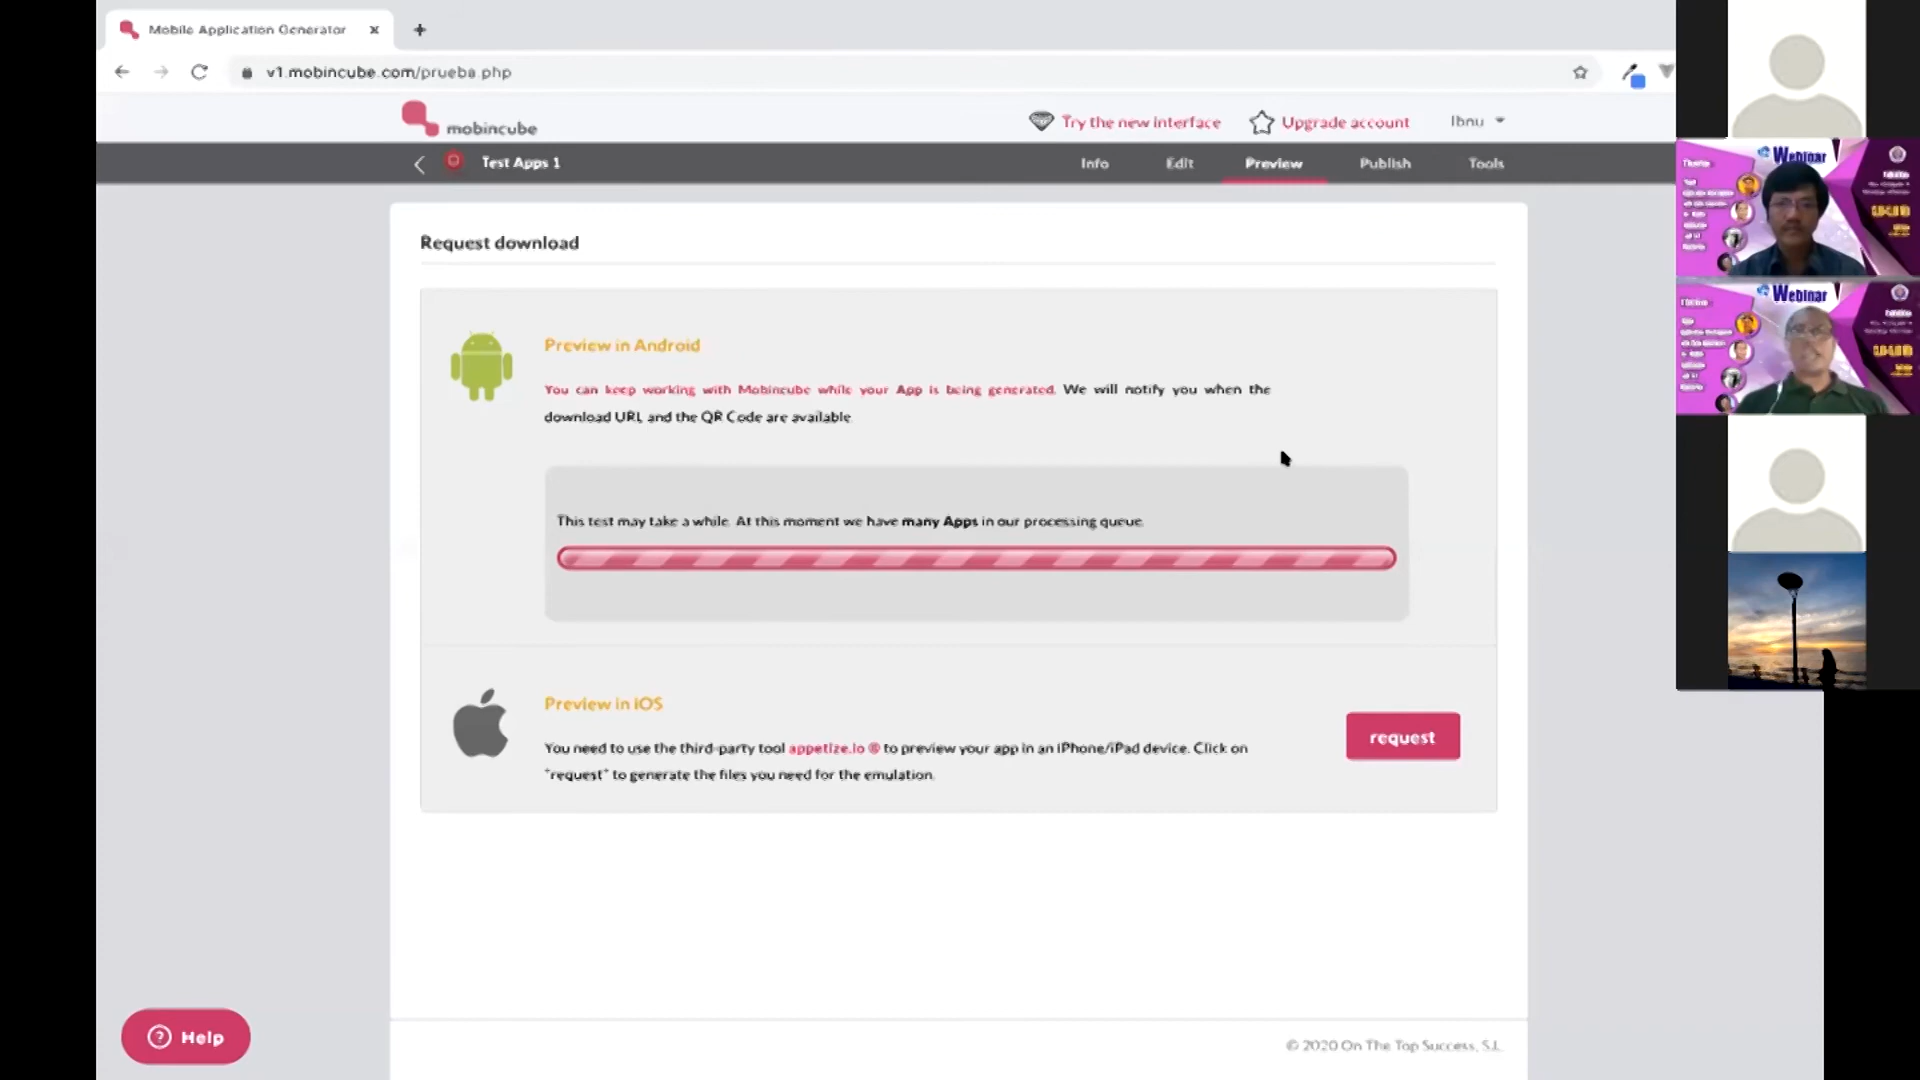 Mobile Application Generator
v1.mobincube.com/prueba.php
mobincube
Try the new interface
Upgrade account
Ibnu
Test Apps 1
Info
Edit
Preview
Publish
Tools
Request download
Preview in Android
You can keep working with Mobincube while your App is being generated. We will notify you when the
download URL and the QR Code are available
This test may take a while. At this moment we have many Apps in our processing queue.
Preview in iOS
You need to use the third-party tool appetize.io ® to preview your app in an iPhone/iPad device. Click on
"request" to generate the files you need for the emulation.
request
Help
© 2020 On The Top Success, S.L.
Webinar
Webinar